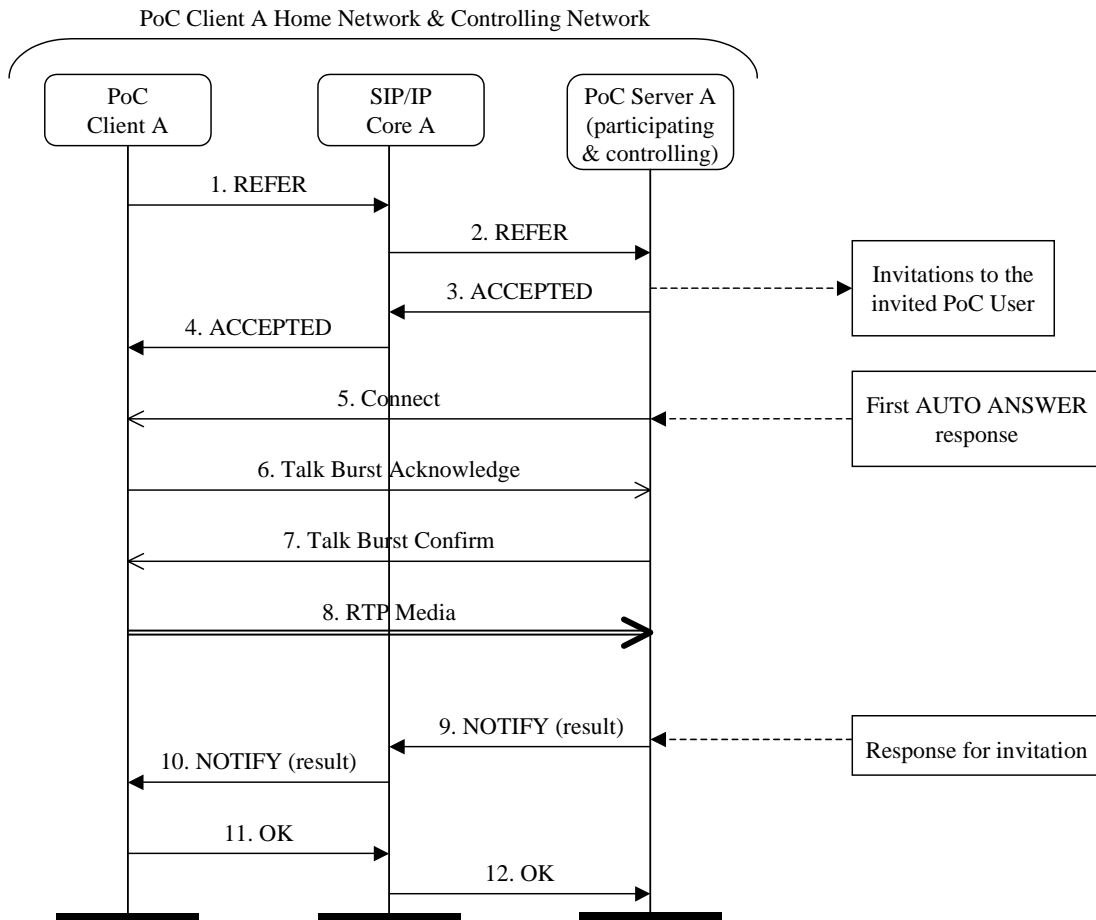 PoC Client A Home Network & Controlling Network
PoC
Client A
SIP/IP
Core A
PoC Server A
(participating
& controlling)
1. REFER
2. REFER
Invitations to the
invited PoC User
3. ACCEPTED
4. ACCEPTED
5. Connect
First AUTO ANSWER
response
6. Talk Burst Acknowledge
7. Talk Burst Confirm
8. RTP Media
9. NOTIFY (result)
Response for invitation
10. NOTIFY (result)
11. OK
12. OK